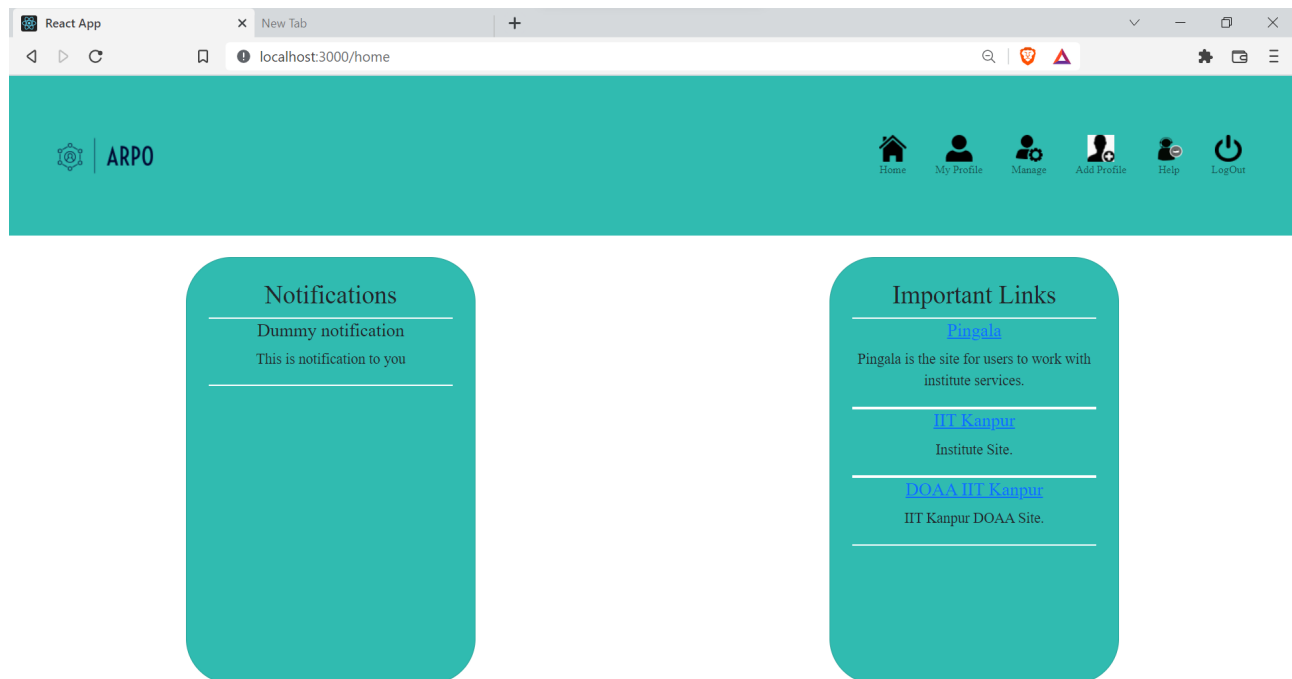 React App
New Tab
localhost:3000/home
ARPO
Home
My Profile
Manage
Add Profile
Help
LogOut
Notifications
Dummy notification
This is notification to you
Important Links
Pingala
Pingala is the site for users to work with
institute services.
IIT Kanpur
Institute Site.
DOAA IIT Kanpur
IIT Kanpur DOAA Site.